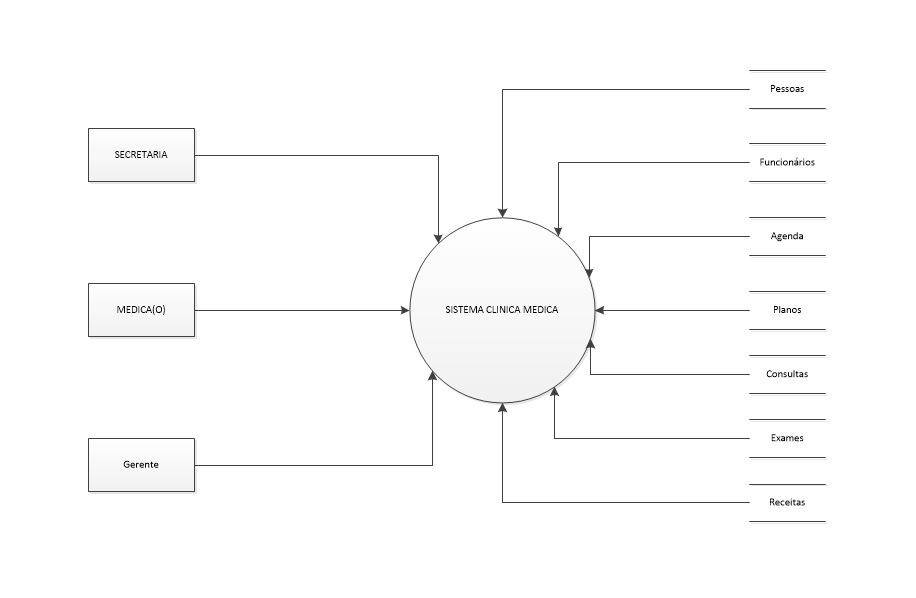 Pessoas
SECRETARIA
Funcionários
Agenda
MEDICA(O)
SISTEMA CLINICA MEDICA
Planos
Consultas
Gerente
Exames
Receitas